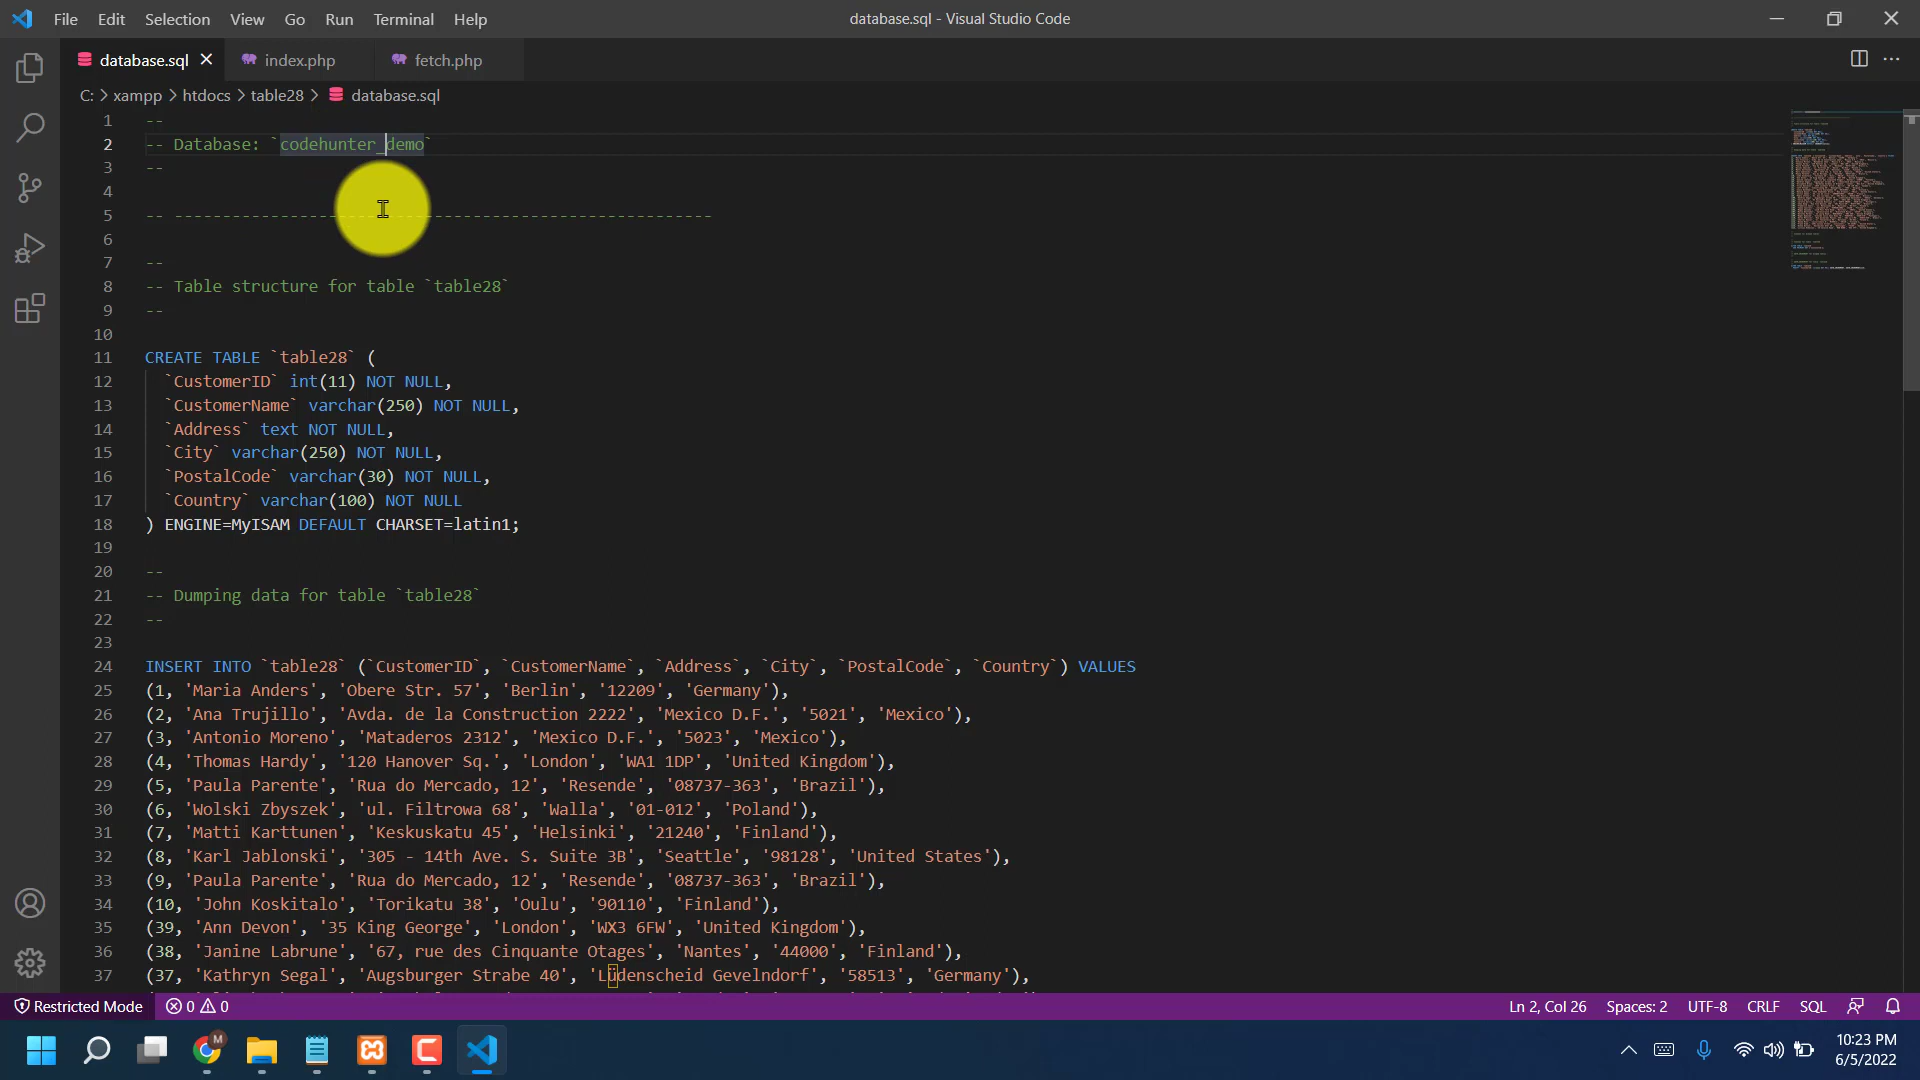 File Edit Selection View Go Run Terminal Help
database.sql - Visual Studio Code
database.sql index.php fetch.php
C: > xampp > htdocs > table28 > database.sql
1 --
2 -- Database: `codehunter_demo`
3 --
4
5 -- --------------------------------------------------------
6
7 --
8 -- Table structure for table `table28`
9 --
10
11 CREATE TABLE `table28` (
12 `CustomerID` int(11) NOT NULL,
13 `CustomerName` varchar(250) NOT NULL,
14 `Address` text NOT NULL,
15 `City` varchar(250) NOT NULL,
16 `PostalCode` varchar(30) NOT NULL,
17 `Country` varchar(100) NOT NULL
18 ) ENGINE=MyISAM DEFAULT CHARSET=latin1;
19
20 --
21 -- Dumping data for table `table28`
22 --
23
24 INSERT INTO `table28` (`CustomerID`, `CustomerName`, `Address`, `City`, `PostalCode`, `Country`) VALUES
25 (1, 'Maria Anders', 'Obere Str. 57', 'Berlin', '12209', 'Germany'),
26 (2, 'Ana Trujillo', 'Avda. de la Construction 2222', 'Mexico D.F.', '5021', 'Mexico'),
27 (3, 'Antonio Moreno', 'Mataderos 2312', 'Mexico D.F.', '5023', 'Mexico'),
28 (4, 'Thomas Hardy', '120 Hanover Sq.', 'London', 'WA1 1DP', 'United Kingdom'),
29 (5, 'Paula Parente', 'Rua do Mercado, 12', 'Resende', '08737-363', 'Brazil'),
30 (6, 'Wolski Zbyszek', 'ul. Filtrowa 68', 'Walla', '01-012', 'Poland'),
31 (7, 'Matti Karttunen', 'Keskuskatu 45', 'Helsinki', '21240', 'Finland'),
32 (8, 'Karl Jablonski', '305 - 14th Ave. S. Suite 3B', 'Seattle', '98128', 'United States'),
33 (9, 'Paula Parente', 'Rua do Mercado, 12', 'Resende', '08737-363', 'Brazil'),
34 (10, 'John Koskitalo', 'Torikatu 38', 'Oulu', '90110', 'Finland'),
35 (39, 'Ann Devon', '35 King George', 'London', 'WX3 6FW', 'United Kingdom'),
36 (38, 'Janine Labrune', '67, rue des Cinquante Otages', 'Nantes', '44000', 'Finland'),
37 (37, 'Kathryn Segal', 'Augsburger Strabe 40', 'Lüdenscheid Gevelndorf', '58513', 'Germany'),
Restricted Mode 0 0 Ln 2, Col 26 Spaces: 2 UTF-8 CRLF SQL
M
10:23 PM
6/5/2022